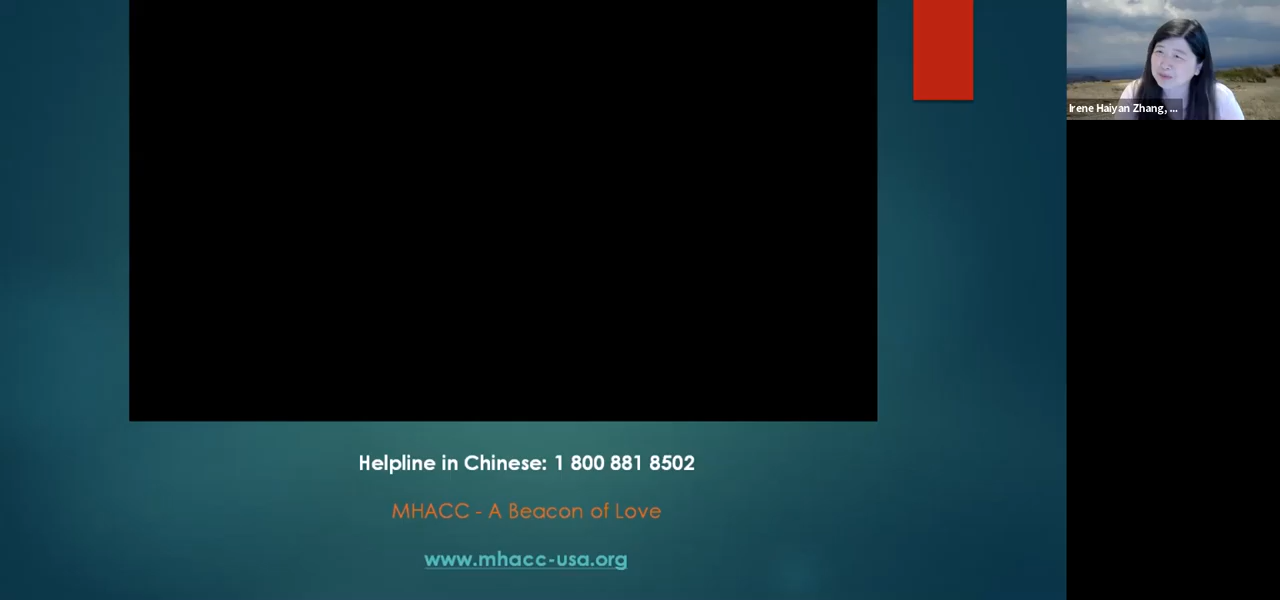 Irene Haiyan Zhang, ...
Helpline in Chinese: 1 800 881 8502
MHACC - A Beacon of Love
www.mhacc-usa.org